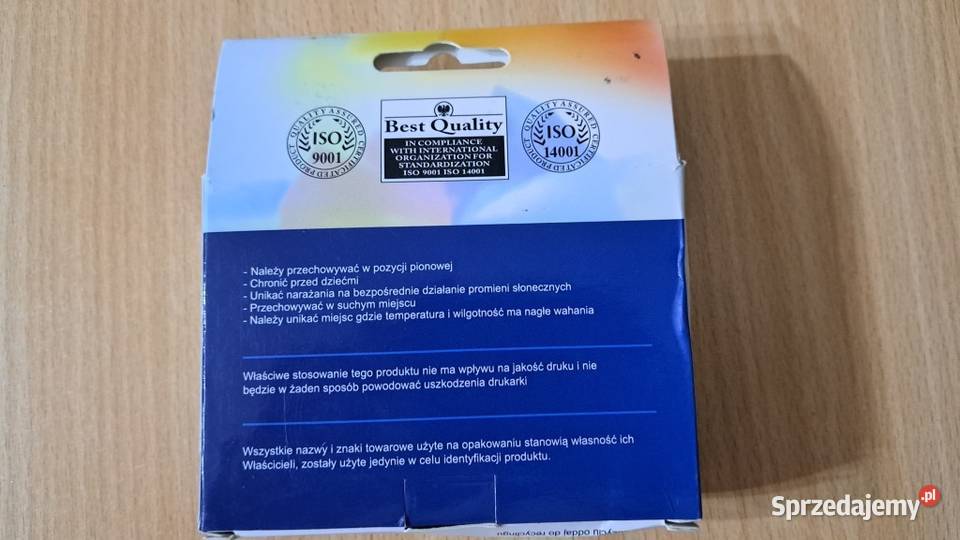 QUALITY ASSURED
ISO
9001
CERTIFICATED PRODUCT
Best Quality
IN COMPLIANCE
WITH INTERNATIONAL
ORGANIZATION FOR
STANDARDIZATION
ISO 9001 ISO 14001
QUALITY ASSURED
ISO
14001
CERTIFICATED PRODUCT
- Należy przechowywać w pozycji pionowej
- Chronić przed dziećmi
- Unikać narażania na bezpośrednie działanie promieni słonecznych
- Przechowywać w suchym miejscu
- Należy unikać miejsc gdzie temperatura i wilgotność ma nagłe wahania
Właściwe stosowanie tego produktu nie ma wpływu na jakość druku i nie
będzie w żaden sposób powodować uszkodzenia drukarki
Wszystkie nazwy i znaki towarowe użyte na opakowaniu stanowią własność ich
Właścicieli, zostały użyte jedynie w celu identyfikacji produktu.
oddaj do recyclingu
Sprzedajemy.pl